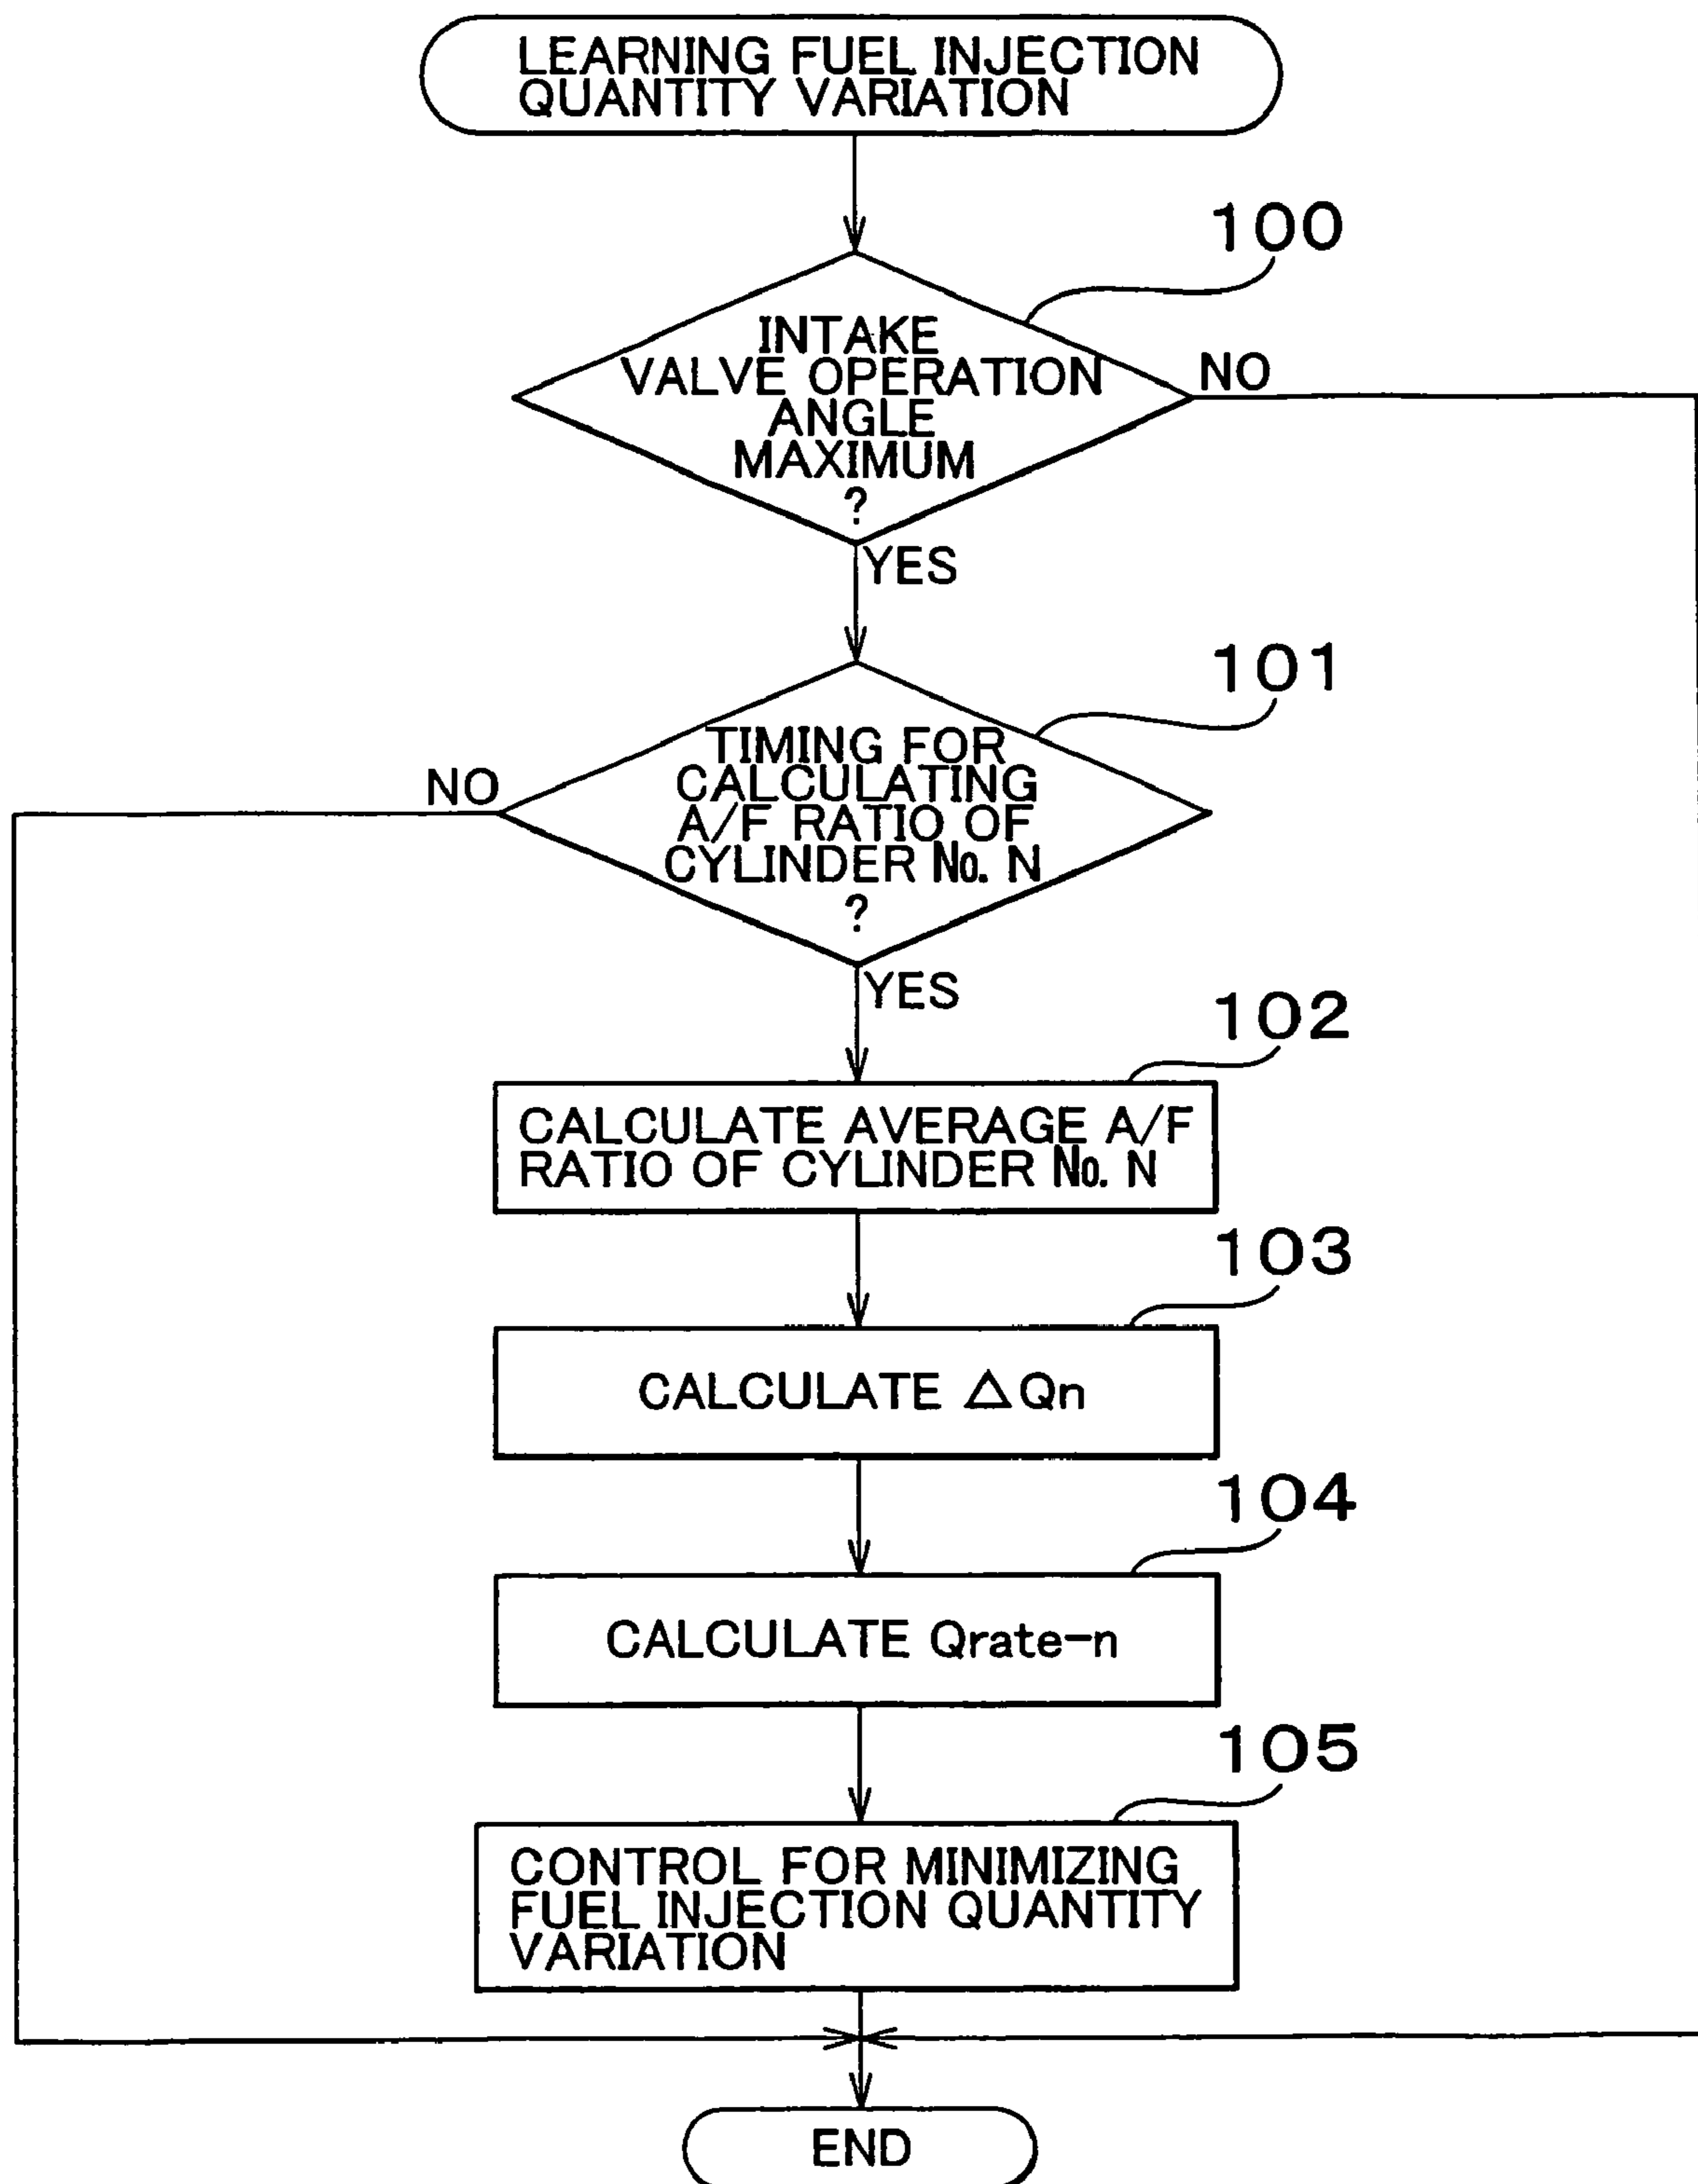 LEARNING FUEL INJECTION
QUANTITY VARIATION
100
INTAKE
VALVE OPERATION
ANGLE
MAXIMUM
?
NO
YES
101
TIMING FOR
CALCULATING
A/F RATIO OF
CYLINDER No. N
?
NO
YES
102
CALCULATE AVERAGE A/F
RATIO OF CYLINDER No. N
103
CALCULATE △Qn
104
CALCULATE Qrate-n
105
CONTROL FOR MINIMIZING
FUEL INJECTION QUANTITY
VARIATION
END